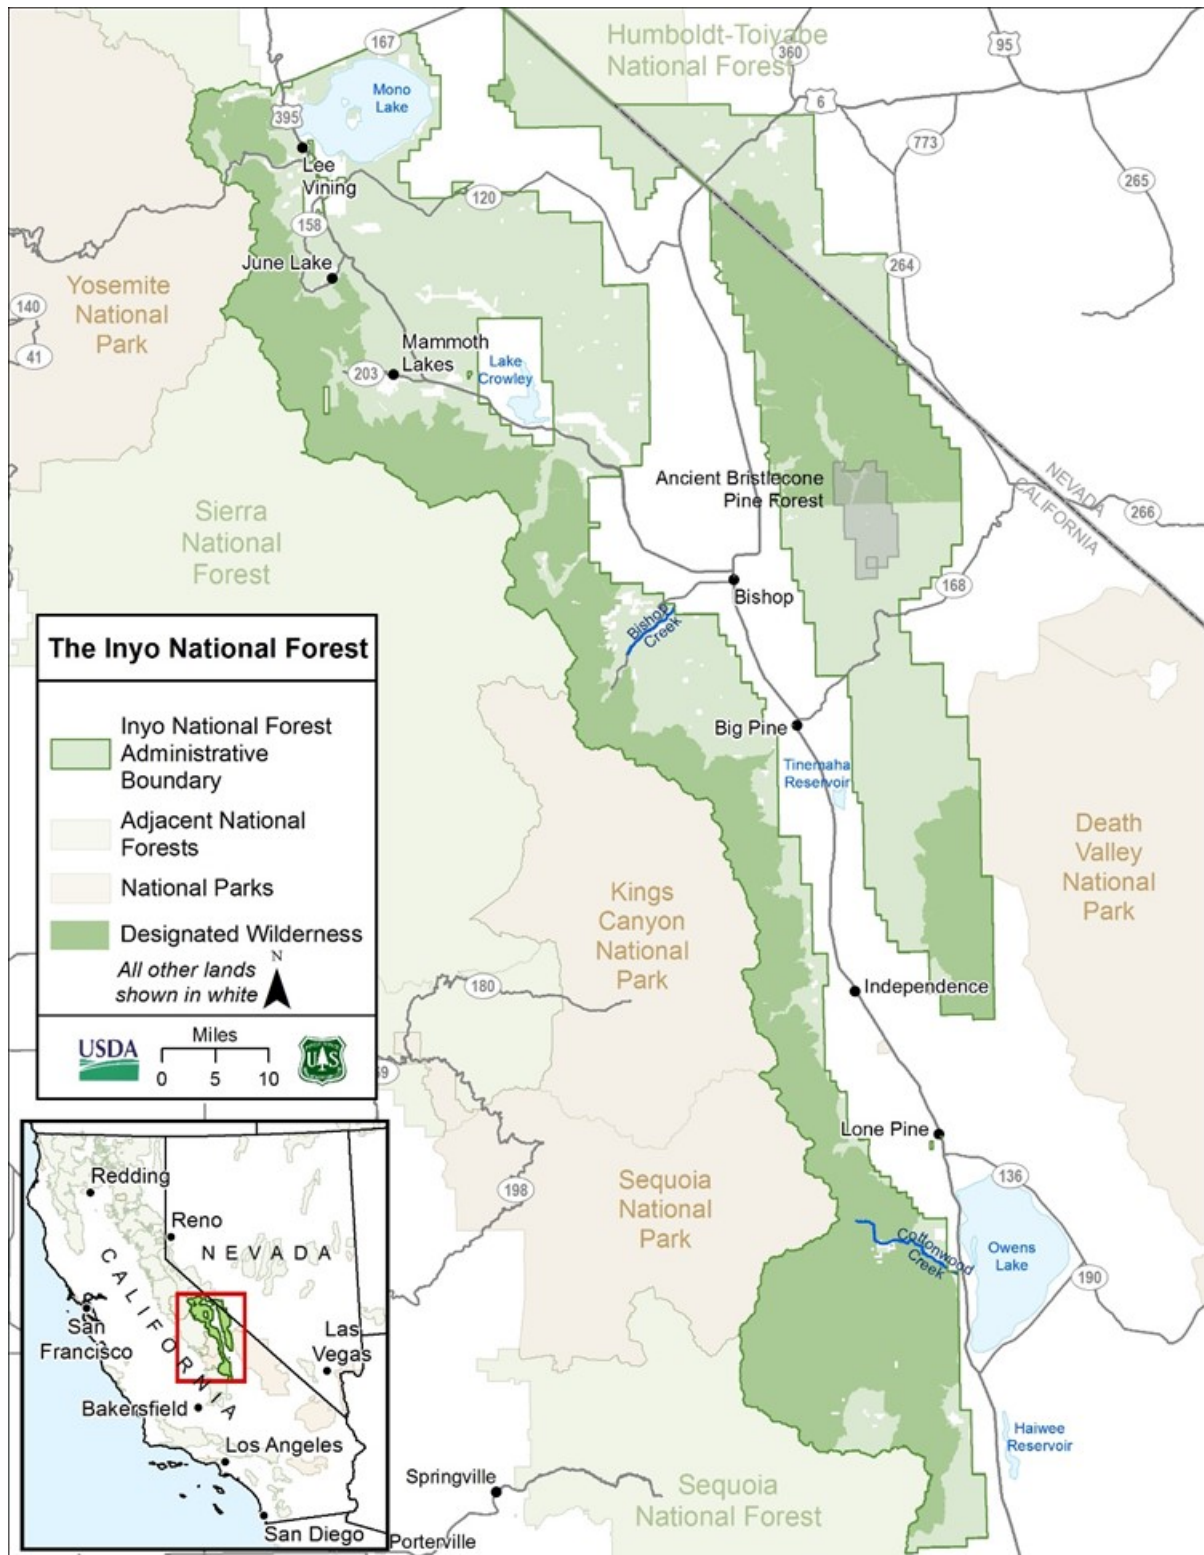 Humboldt-Toiyabe
National Forest
167
360
95
6
Mono
Lake
395
773
Lee
Vining
265
120
158
June Lake
264
Yosemite
National
Park
140
41
Mammoth
Lakes
203
Lake
Crowley
Ancient Bristlecone
Pine Forest
NEVADA
CALIFORNIA
266
Sierra
National
Forest
168
Bishop
Bishop
Creek
The Inyo National Forest
Inyo National Forest
Administrative
Boundary
Adjacent National
Forests
National Parks
Designated Wilderness
All other lands
shown in white
N
USDA
Miles
0 5 10
U S
Big Pine
Tinemaha
Reservoir
Death
Valley
National
Park
Kings
Canyon
National
Park
180
Independence
69
Lone Pine
136
198
Sequoia
National
Park
Cottonwood
Creek
Owens
Lake
190
Redding
Reno
NEVADA
CALIFORNIA
San
Francisco
Las
Vegas
Bakersfield
Los Angeles
San Diego
Haiwee
Reservoir
Springville
Sequoia
National Forest
Porterville